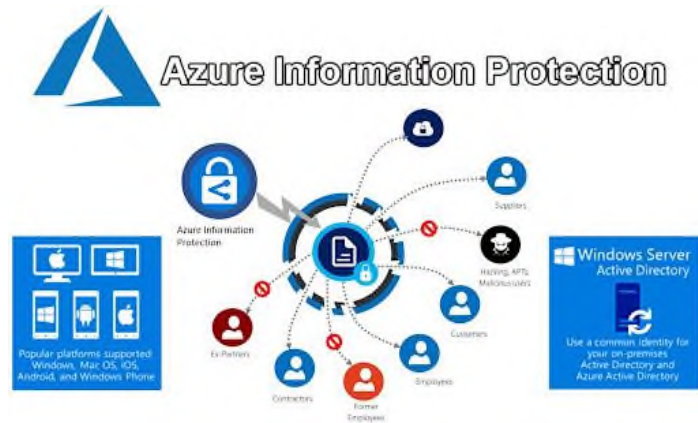 Azure Information Protection
Suppliers
Azure Information
Protection
Hacking, APTs,
Malicious users
Windows Server
Active Directory
Customers
Ex-Partners
Popular platforms supported
Windows, Mac OS, iOS,
Android, and Windows Phone
Use a common identity for
your on-premises
Active Directory and
Azure Active Directory
Employees
Contractors
Former
Employees